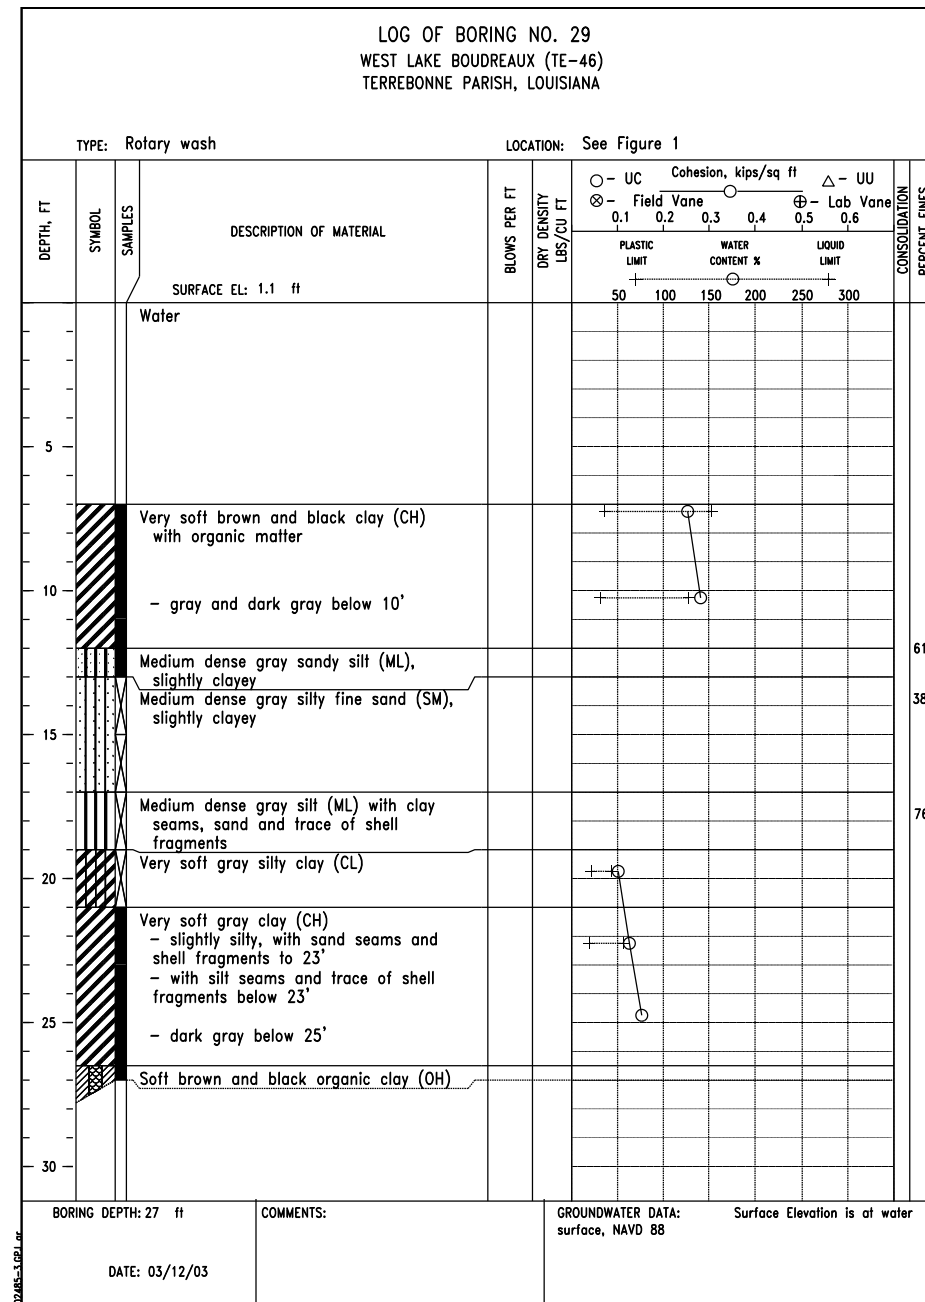 LOG OF BORING NO. 29
WEST LAKE BOUDREAUX (TE-46)
TERREBONNE PARISH, LOUISIANA
TYPE: Rotary wash
LOCATION: See Figure 1
DEPTH, FT
SYMBOL
SAMPLES
DESCRIPTION OF MATERIAL
SURFACE EL: 1.1 ft
BLOWS PER FT
DRY DENSITY
LBS/CU FT
Cohesion, kips/sq ft
- UC
- UU
- Field Vane
- Lab Vane
0.1 0.2 0.3 0.4 0.5 0.6
PLASTIC LIMIT
WATER CONTENT %
LIQUID LIMIT
50 100 150 200 250 300
CONSOLIDATION
PERCENT FINES
Water
5
Very soft brown and black clay (CH)
with organic matter
10
- gray and dark gray below 10'
61
Medium dense gray sandy silt (ML),
slightly clayey
38
Medium dense gray silty fine sand (SM),
slightly clayey
15
76
Medium dense gray silt (ML) with clay
seams, sand and trace of shell
fragments
Very soft gray silty clay (CL)
20
Very soft gray clay (CH)
- slightly silty, with sand seams and
shell fragments to 23'
- with silt seams and trace of shell
fragments below 23'
25
- dark gray below 25'
Soft brown and black organic clay (OH)
30
BORING DEPTH: 27 ft
DATE: 03/12/03
COMMENTS:
GROUNDWATER DATA: Surface Elevation is at water
surface, NAVD 88